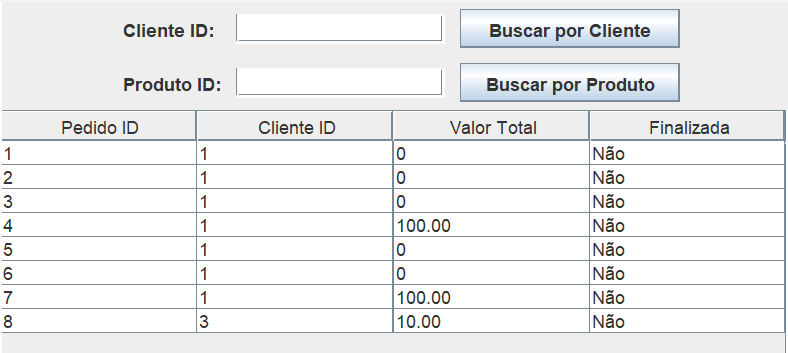 Cliente ID: Buscar por Cliente
Produto ID: Buscar por Produto
Pedido ID Cliente ID Valor Total Finalizada
1 1 0 Não
2 1 0 Não
3 1 0 Não
4 1 100.00 Não
5 1 0 Não
6 1 0 Não
7 1 100.00 Não
8 3 10.00 Não